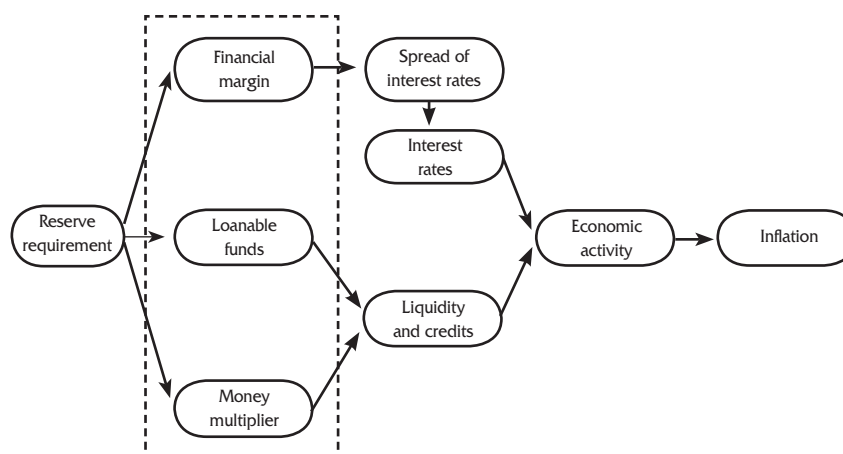 Financial
margin
Spread of
interest rates
Interest
rates
Reserve
requirement
Loanable
funds
Economic
activity
Inflation
Liquidity
and credits
Money
multiplier